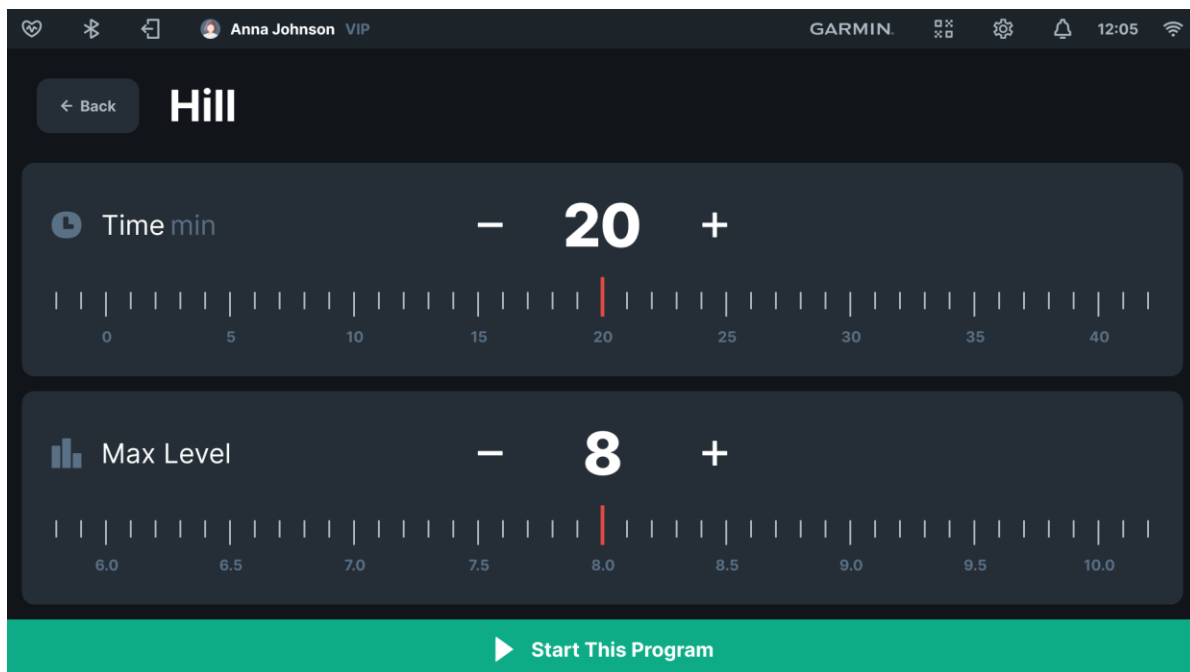 Anna Johnson VIP GARMIN. 12:05
← Back
Hill
Time min − 20 +
0 5 10 15 20 25 30 35 40
Max Level − 8 +
6.0 6.5 7.0 7.5 8.0 8.5 9.0 9.5 10.0
Start This Program